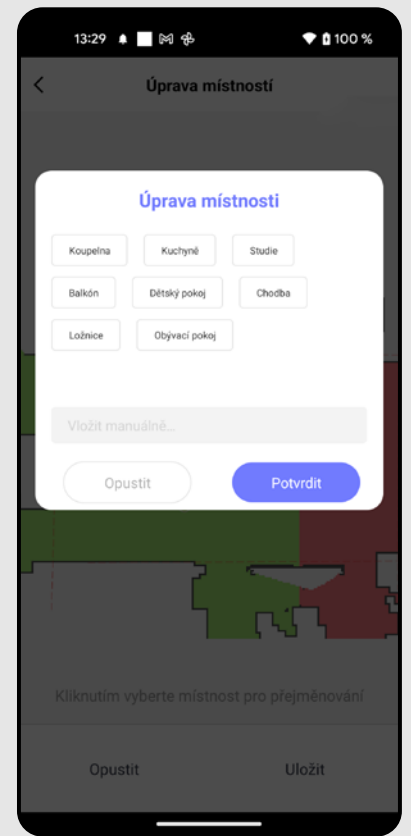 13:29 100 %
Úprava místností
Úprava místnosti
Koupelna Kuchyně Studie
Balkón Dětský pokoj Chodba
Ložnice Obývací pokoj
Vložit manuálně...
Opustit Potvrdit
Kliknutím vyberte místnost pro přejměnování
Opustit Uložit